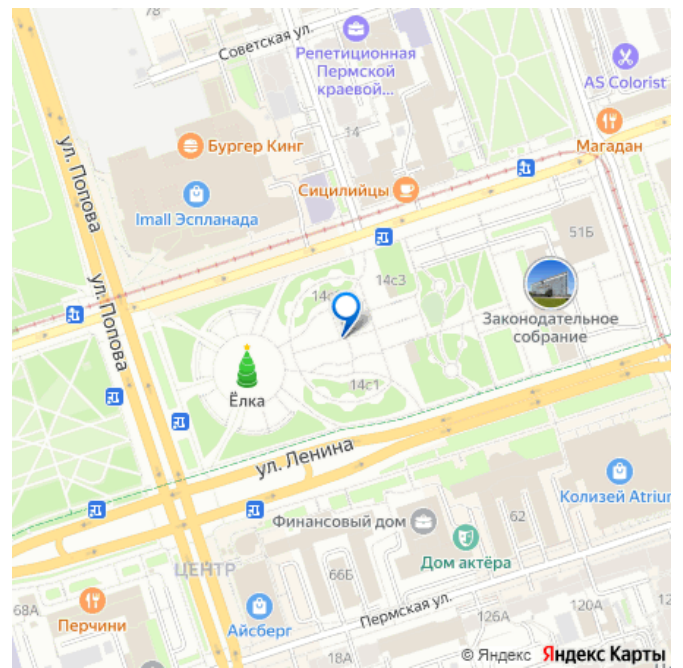 78
Советская ул.
Репетиционная
Пермской
краевой...
AS Colorist
ул. Попова
14
Бургер Кинг
Магадан
Сицилийцы
Imall Эспланада
51Б
14с3
ул. Попова
Законодательное
собрание
14с1
Ёлка
ул. Ленина
Колизей Atrium
Финансовый дом
62
Дом актёра
ЦЕНТР
66Б
68А
Перчини
Пермская ул.
120А
12
126А
Айсберг
18А
© Яндекс Яндекс Карты